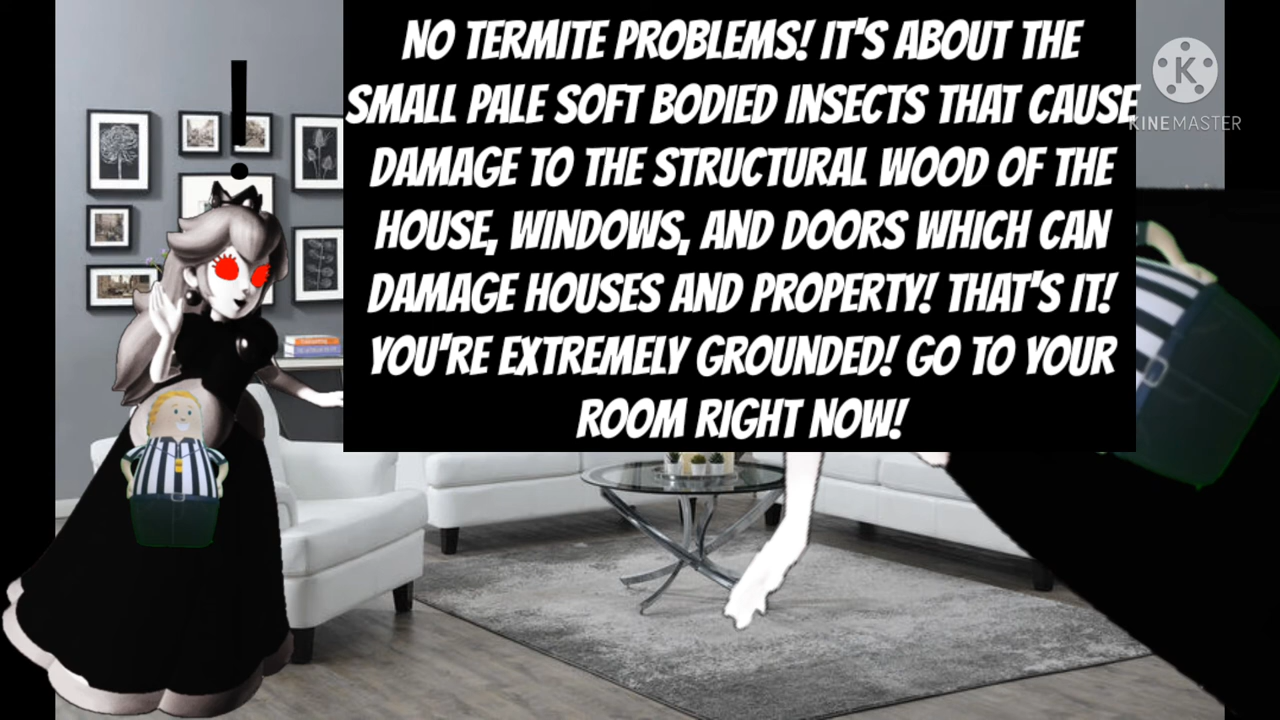 NO TERMITE PROBLEMS! IT'S ABOUT THE
SMALL PALE SOFT BODIED INSECTS THAT CAUSE
DAMAGE TO THE STRUCTURAL WOOD OF THE
HOUSE, WINDOWS, AND DOORS WHICH CAN
DAMAGE HOUSES AND PROPERTY! THAT'S IT!
YOU'RE EXTREMELY GROUNDED! GO TO YOUR
ROOM RIGHT NOW!
!
K
KINEMASTER